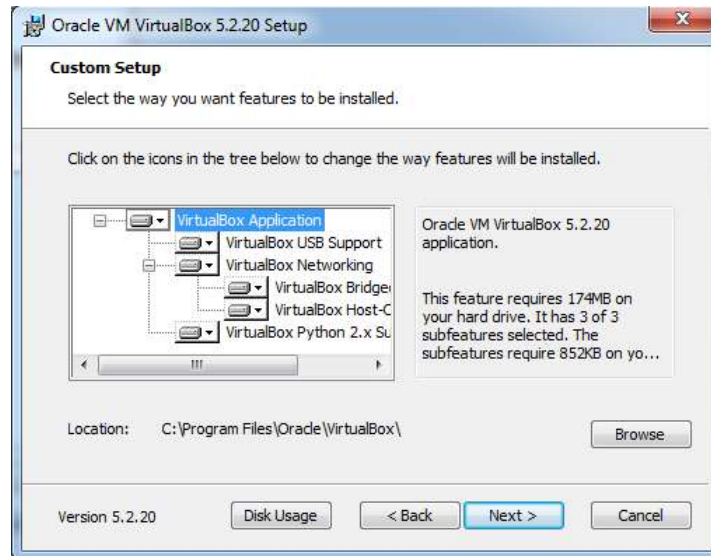 Oracle VM VirtualBox 5.2.20 Setup
Custom Setup
Select the way you want features to be installed.
Click on the icons in the tree below to change the way features will be installed.
VirtualBox Application
VirtualBox USB Support
VirtualBox Networking
VirtualBox Bridge
VirtualBox Host-
VirtualBox Python 2.x Su
Oracle VM VirtualBox 5.2.20
application.
This feature requires 174MB on
your hard drive. It has 3 of 3
subfeatures selected. The
subfeatures require 852KB on yo...
Location: C:\Program Files\Oracle\VirtualBox\
Browse
Version 5.2.20
Disk Usage
< Back
Next >
Cancel